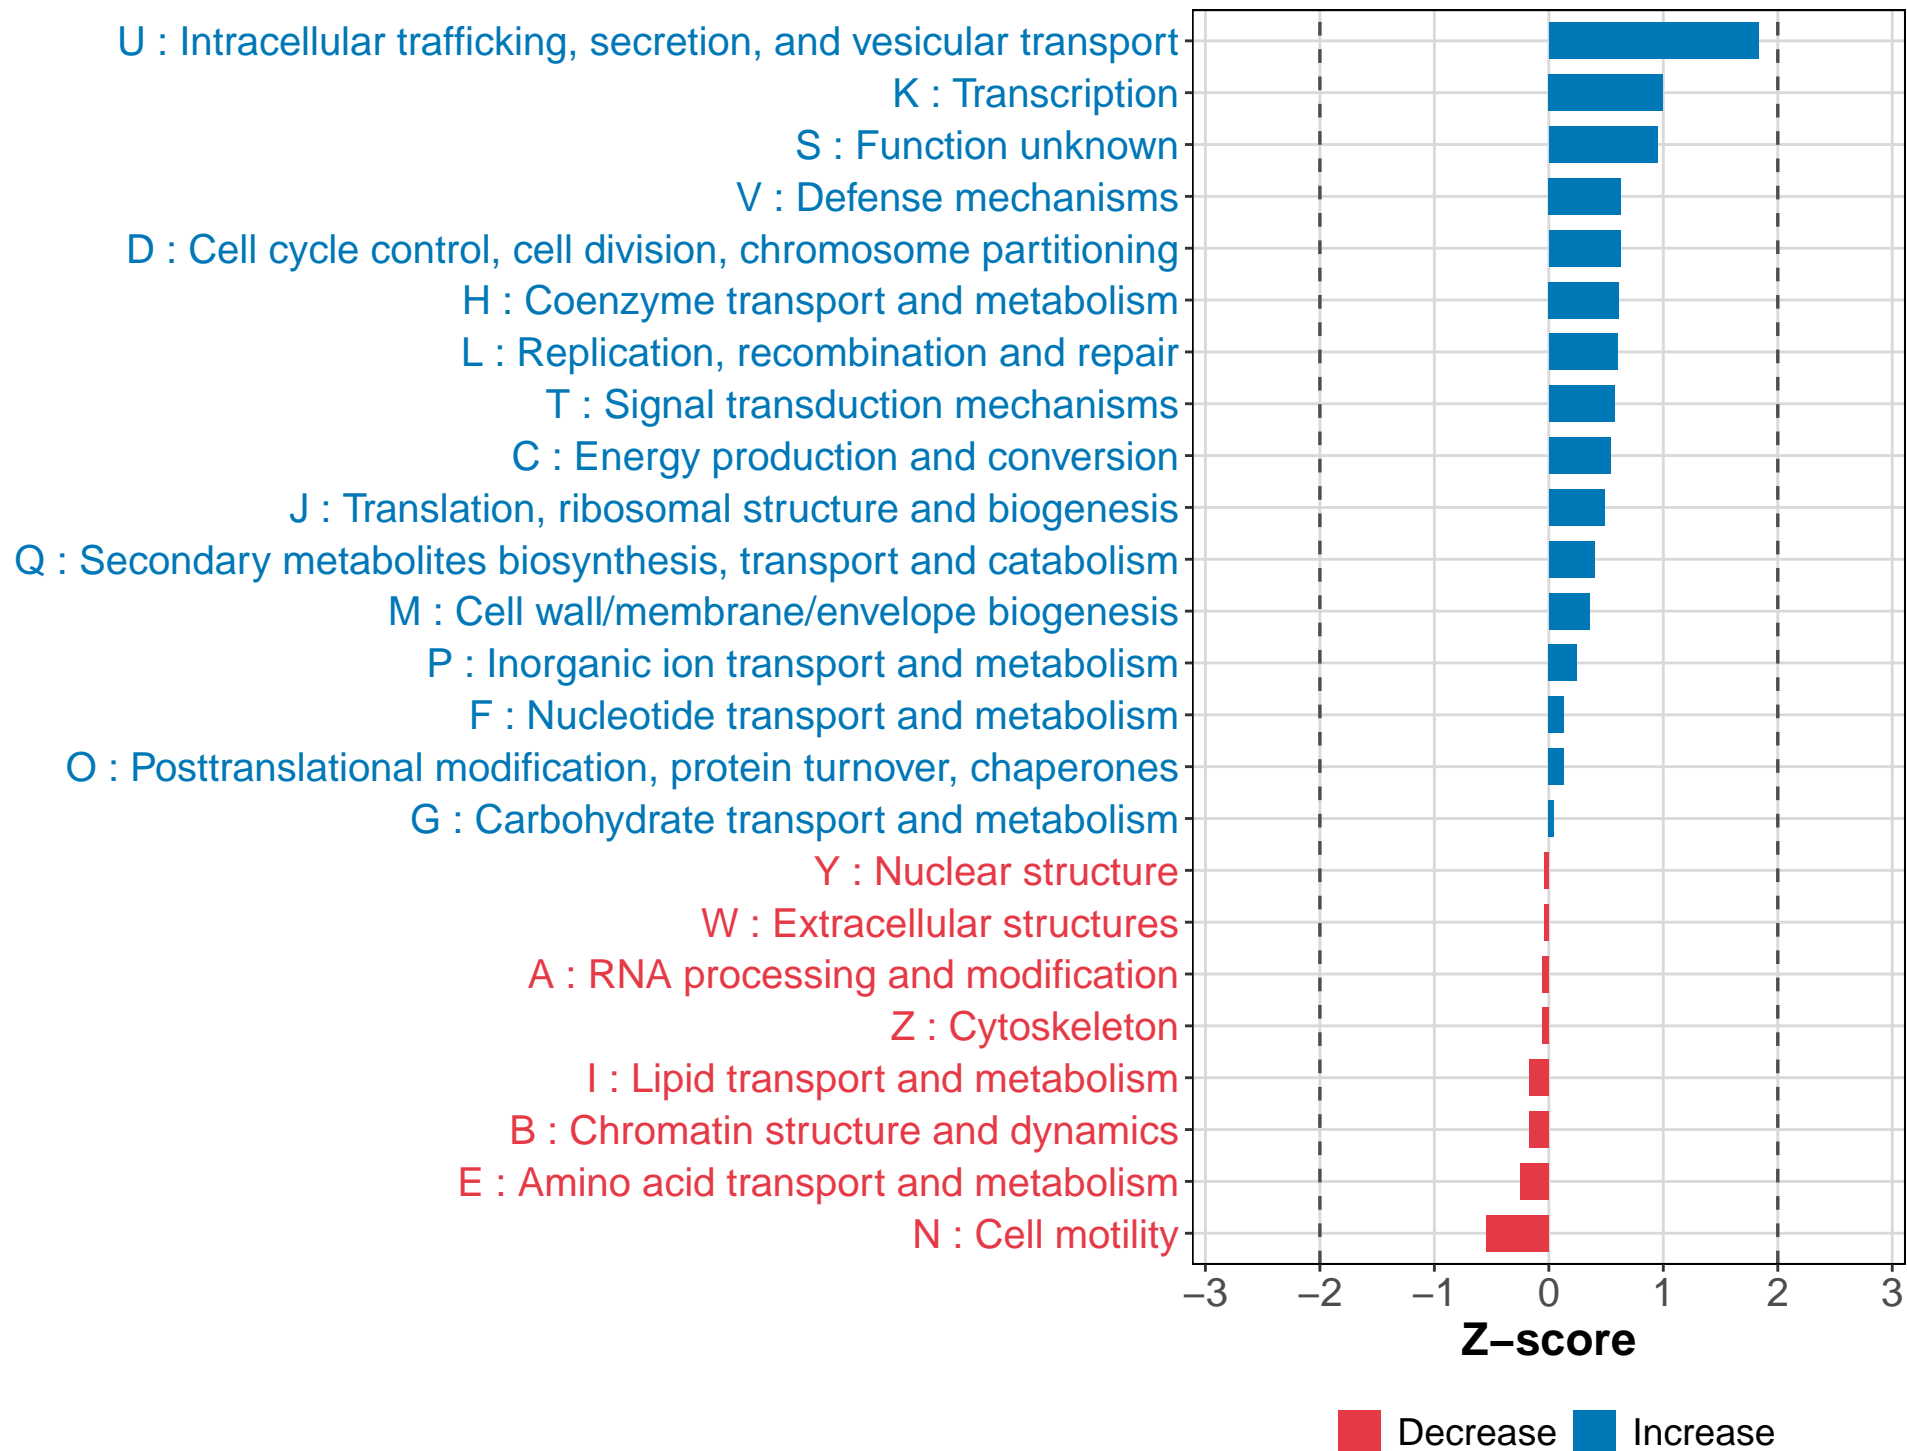 U : Intracellular trafficking, secretion, and vesicular transport
K : Transcription
S : Function unknown
V : Defense mechanisms
D : Cell cycle control, cell division, chromosome partitioning
H : Coenzyme transport and metabolism
L : Replication, recombination and repair
T : Signal transduction mechanisms
C : Energy production and conversion
J : Translation, ribosomal structure and biogenesis
Q : Secondary metabolites biosynthesis, transport and catabolism
M : Cell wall/membrane/envelope biogenesis
P : Inorganic ion transport and metabolism
F : Nucleotide transport and metabolism
O : Posttranslational modification, protein turnover, chaperones
G : Carbohydrate transport and metabolism
Y : Nuclear structure
W : Extracellular structures
A : RNA processing and modification
Z : Cytoskeleton
I : Lipid transport and metabolism
B : Chromatin structure and dynamics
E : Amino acid transport and metabolism
N : Cell motility
−3 −2 −1 0 1 2 3
Z−score
Decrease Increase